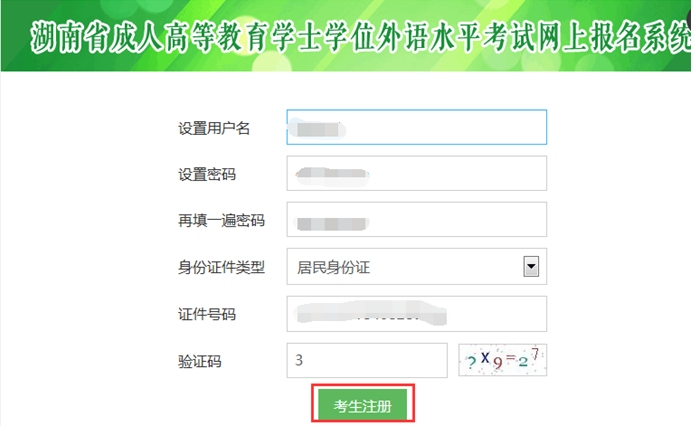 湖南省成人高等教育学士学位外语水平考试网上报名系统
设置用户名
设置密码
再填一遍密码
身份证件类型 居民身份证
证件号码
验证码 3 ?x9=27
考生注册